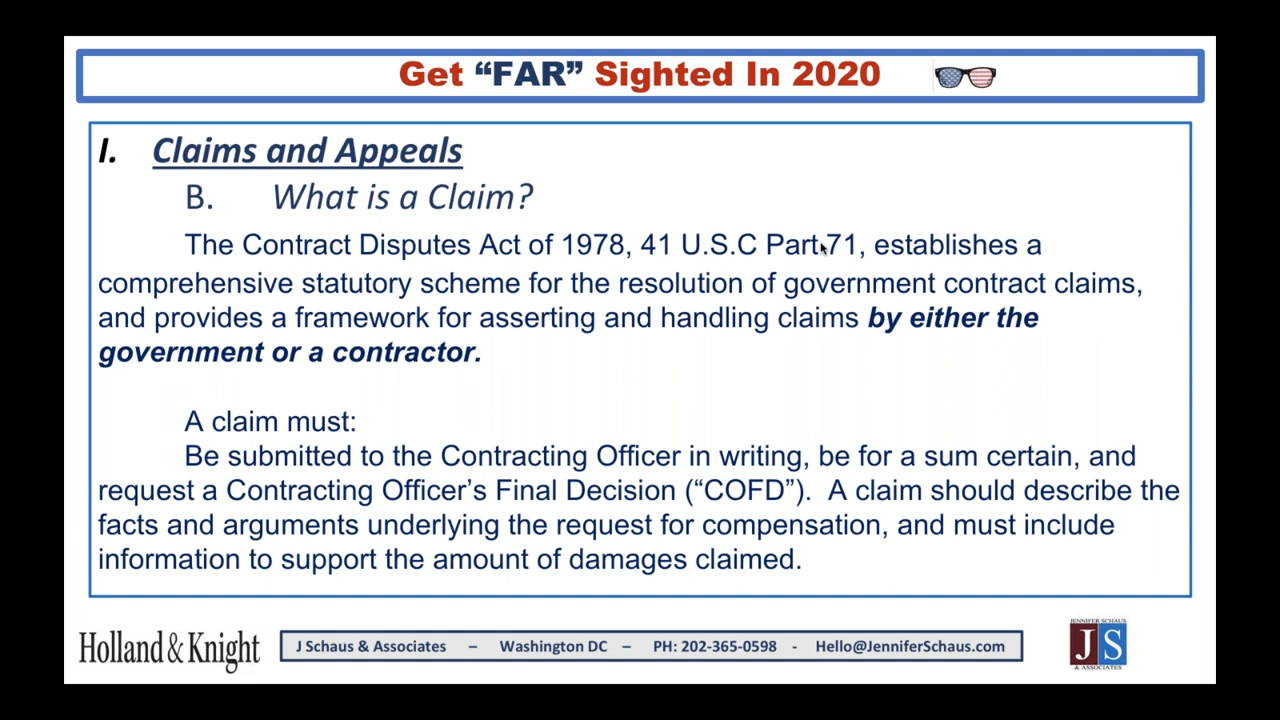 Get “FAR” Sighted In 2020
I. Claims and Appeals
B. What is a Claim?
The Contract Disputes Act of 1978, 41 U.S.C Part 71, establishes a
comprehensive statutory scheme for the resolution of government contract claims,
and provides a framework for asserting and handling claims by either the
government or a contractor.
A claim must:
Be submitted to the Contracting Officer in writing, be for a sum certain, and
request a Contracting Officer’s Final Decision (“COFD”). A claim should describe the
facts and arguments underlying the request for compensation, and must include
information to support the amount of damages claimed.
Holland & Knight
J Schaus & Associates – Washington DC – PH: 202-365-0598 - Hello@JenniferSchaus.com
JENNIFER SCHAUS
JS
& ASSOCIATES